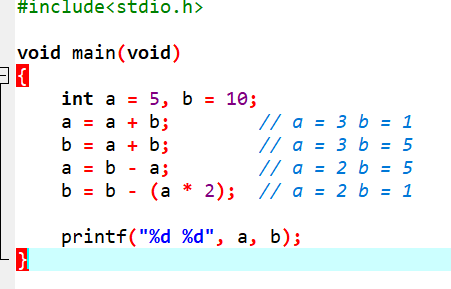 #include<stdio.h>
void main(void)
{
int a = 5, b = 10;
a = a + b; // a = 3 b = 1
b = a + b; // a = 3 b = 5
a = b - a; // a = 2 b = 5
b = b - (a * 2); // a = 2 b = 1
printf("%d %d", a, b);
}